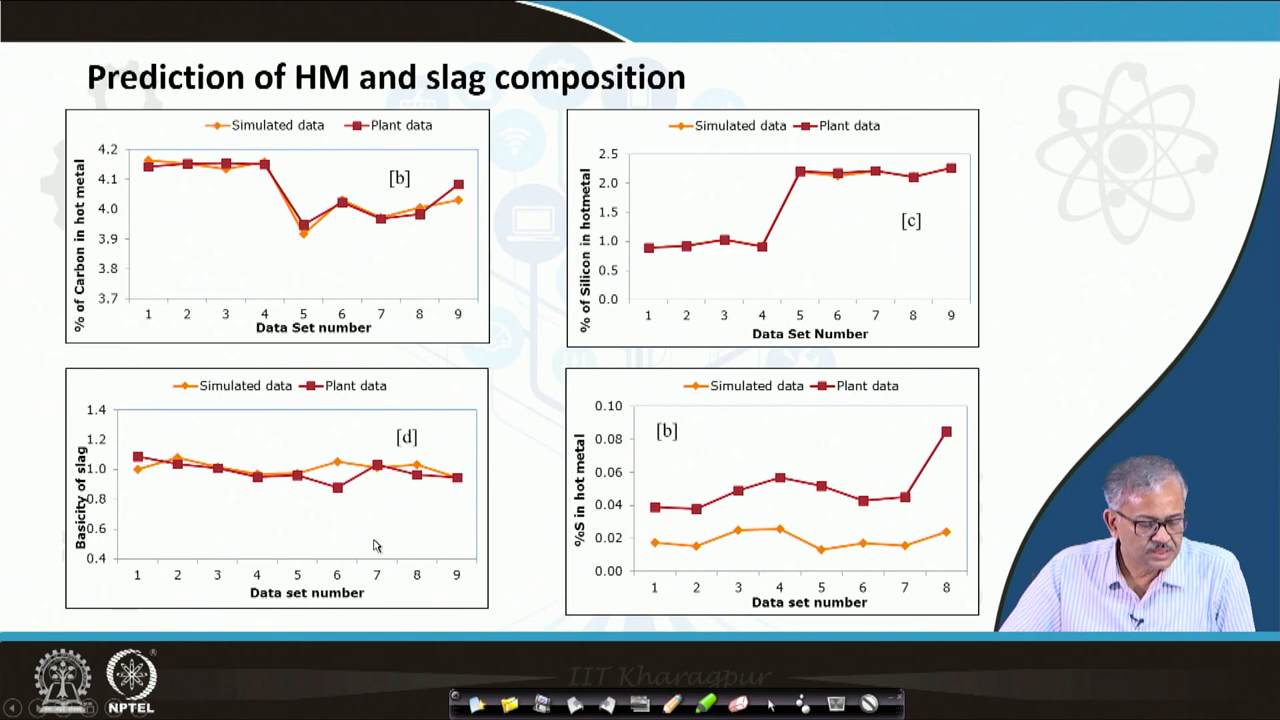 Prediction of HM and slag composition
Simulated data Plant data
4.2
4.1
4.0
3.9
3.8
3.7
% of Carbon in hot metal
[b]
1 2 3 4 5 6 7 8 9
Data Set number
Simulated data Plant data
2.5
2.0
1.5
1.0
0.5
0.0
% of Silicon in hotmetal
[c]
1 2 3 4 5 6 7 8 9
Data Set Number
Simulated data Plant data
1.4
1.2
1.0
0.8
0.6
0.4
Basicity of slag
[d]
1 2 3 4 5 6 7 8 9
Data set number
Simulated data Plant data
0.10
0.08
0.06
0.04
0.02
0.00
%S in hot metal
[b]
1 2 3 4 5 6 7 8
Data set number
IIT Kharagpur
NPTEL